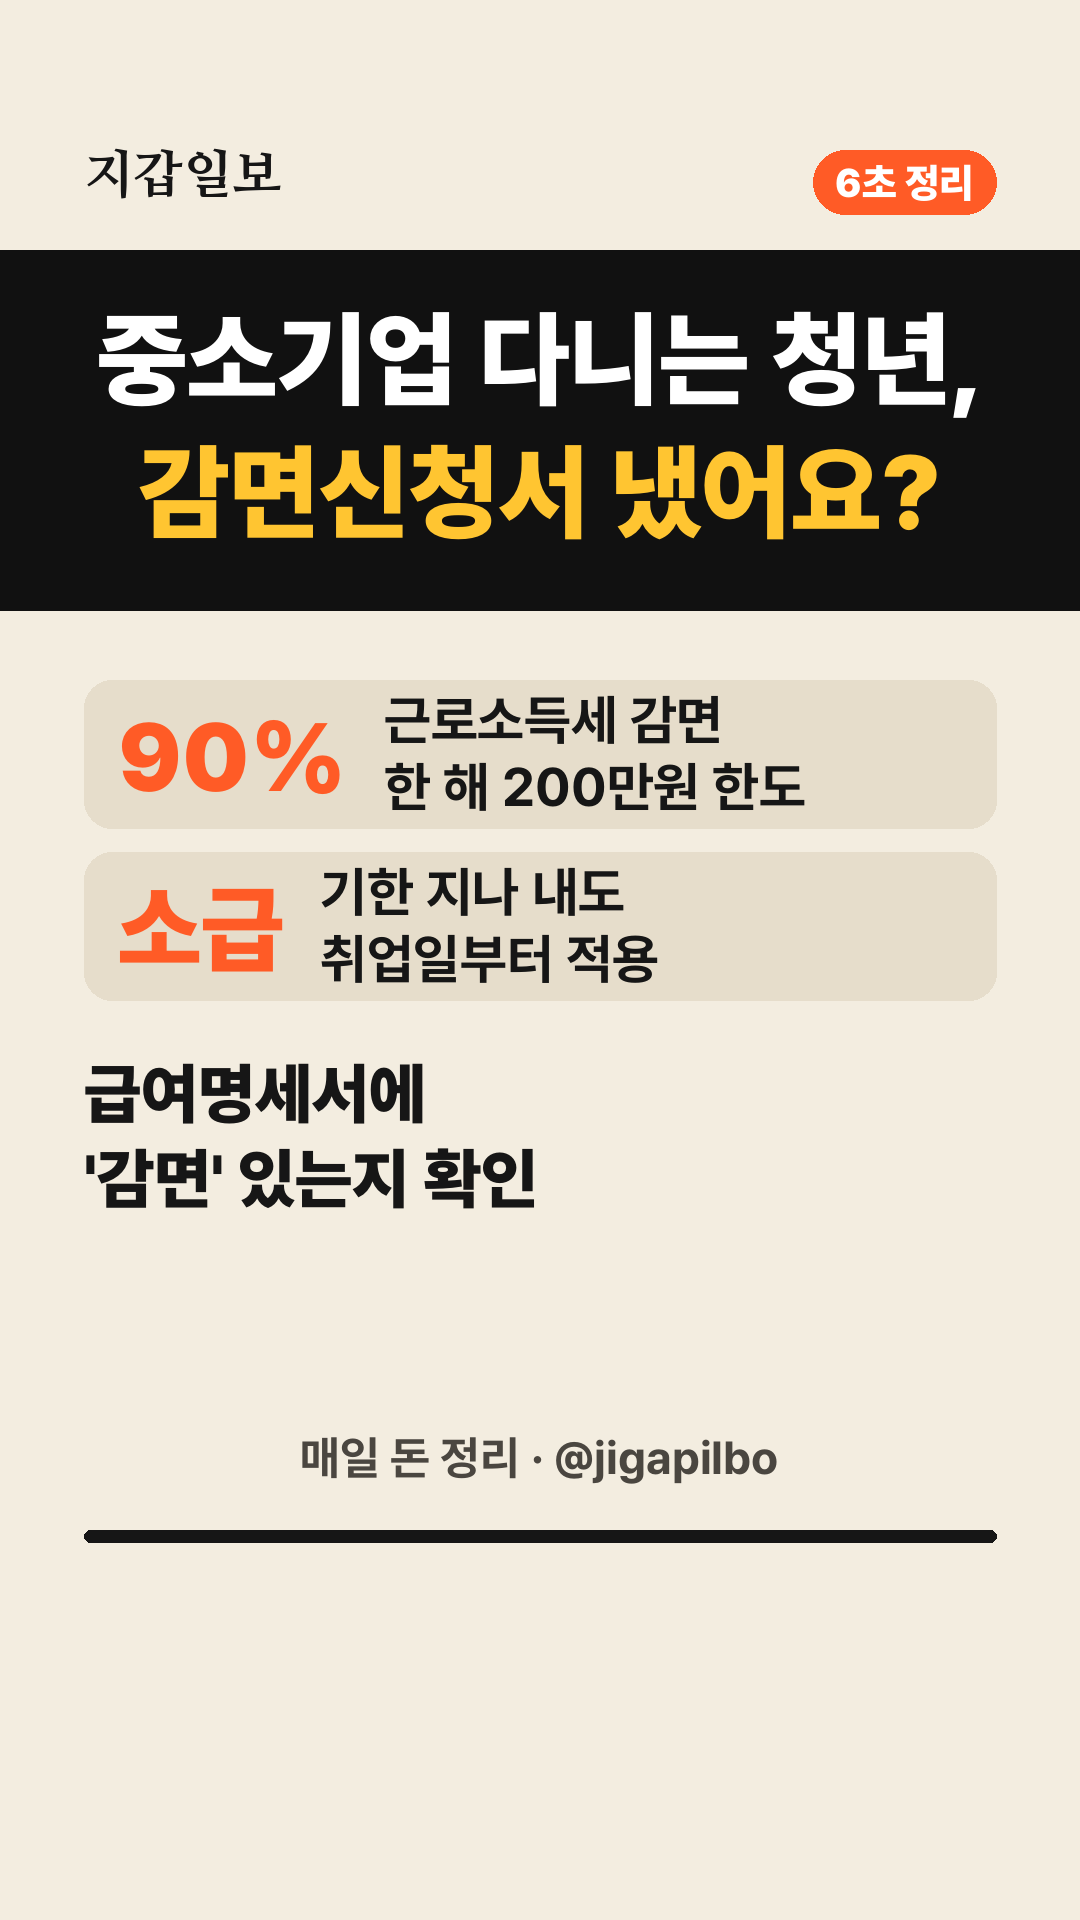 지갑일보
6초 정리
중소기업 다니는 청년,
감면신청서 냈어요?
90%
근로소득세 감면
한 해 200만원 한도
소급
기한 지나 내도
취업일부터 적용
급여명세서에
'감면' 있는지 확인
매일 돈 정리 · @jigapilbo